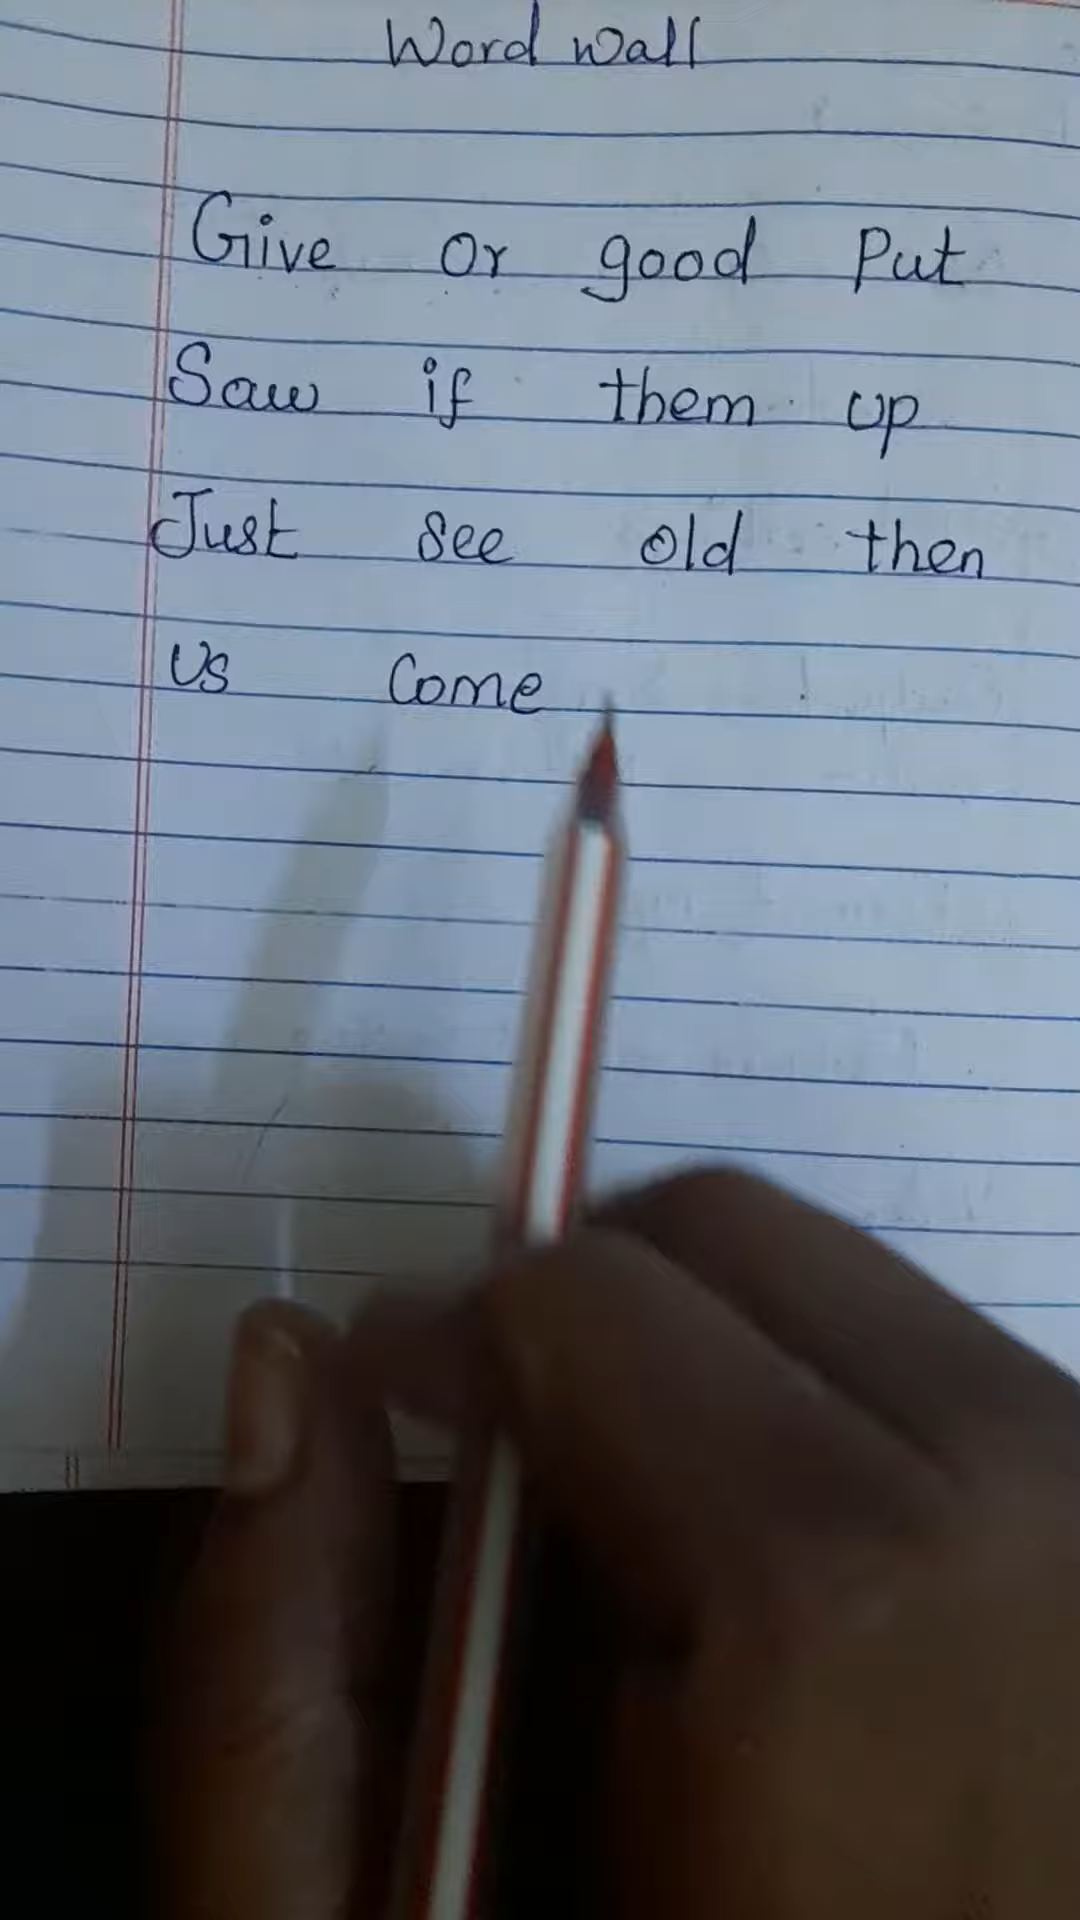 Word wall
Give or good Put
Saw if them up
Just see old then
Us Come